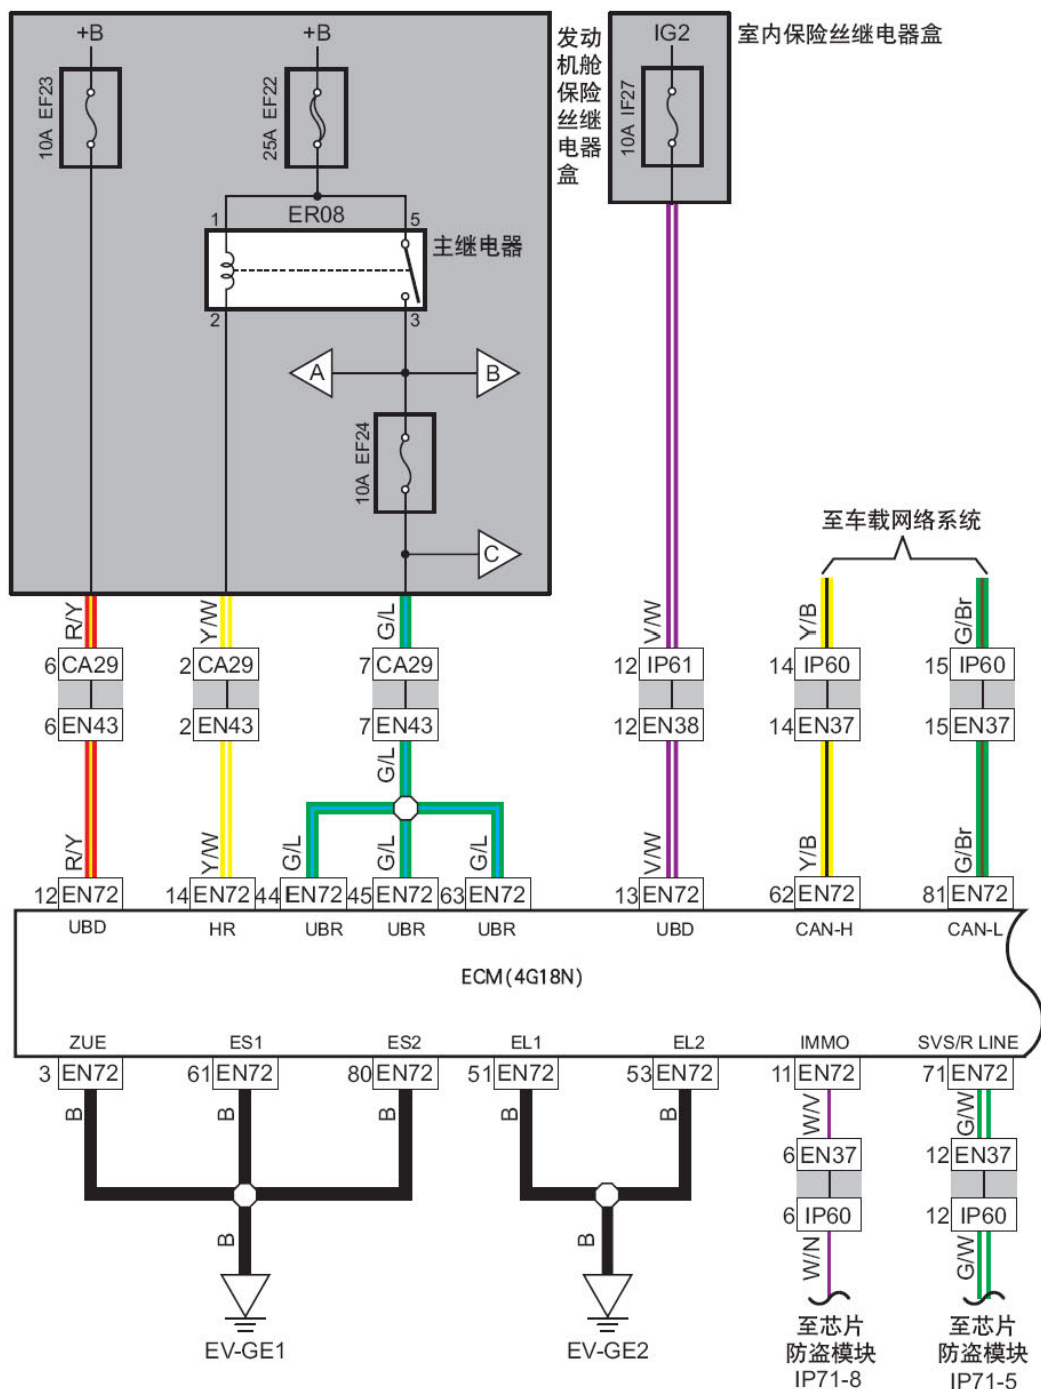 +B
+B
发动
机舱
保险
丝继
电器
盒
IG2
室内保险丝继电器盒
10A EF23
25A EF22
10A IF27
1
ER08
5
主继电器
2
3
A
B
10A EF24
C
至车载网络系统
R/Y
Y/W
G/L
V/W
Y/B
G/Br
6 CA29
2 CA29
7 CA29
12 IP61
14 IP60
15 IP60
6 EN43
2 EN43
7 EN43
12 EN38
14 EN37
15 EN37
G/L
R/Y
Y/W
G/L
G/L
G/L
V/W
Y/B
G/Br
12 EN72
14 EN72
44 EN72
45 EN72
63 EN72
13 EN72
62 EN72
81 EN72
UBD
HR
UBR
UBR
UBR
UBD
CAN-H
CAN-L
ECM(4G18N)
ZUE
ES1
ES2
EL1
EL2
IMMO
SVS/R LINE
3 EN72
61 EN72
80 EN72
51 EN72
53 EN72
11 EN72
71 EN72
B
B
B
B
B
W/V
G/W
6 EN37
12 EN37
6 IP60
12 IP60
B
B
W/N
G/W
EV-GE1
EV-GE2
至芯片
防盗模块
IP71-8
至芯片
防盗模块
IP71-5